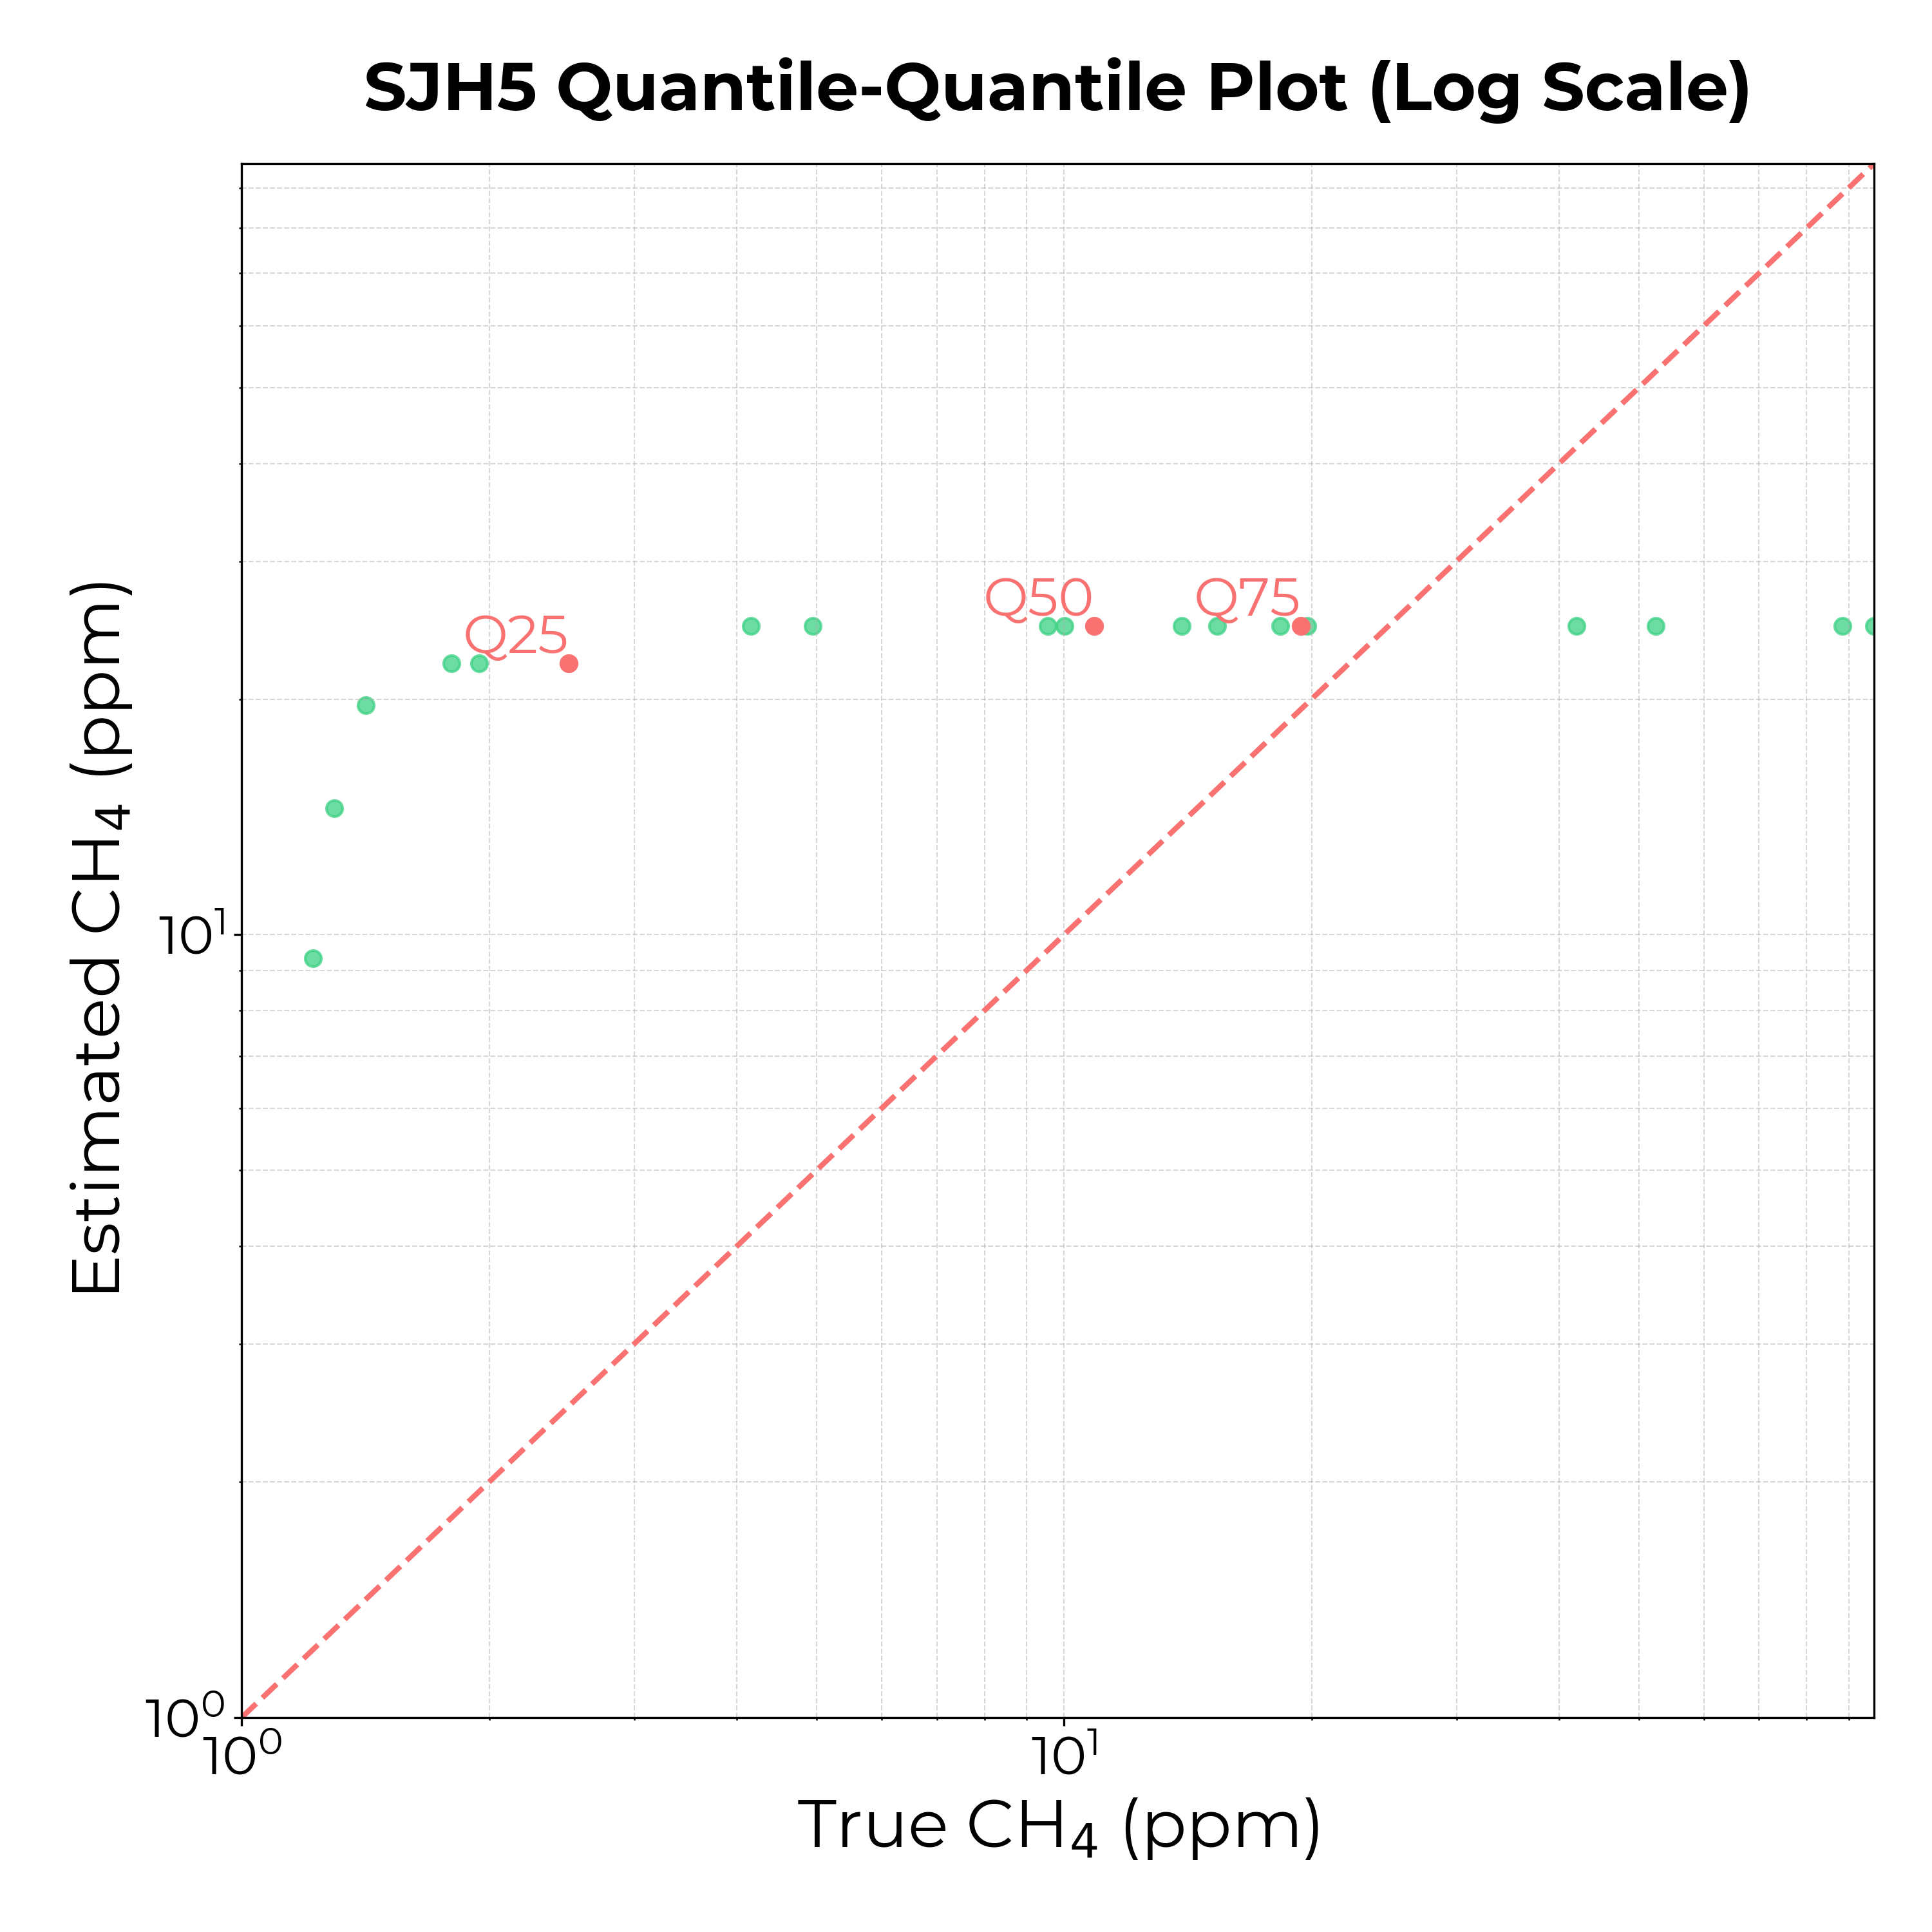 SJH5 Quantile-Quantile Plot (Log Scale)
Estimated CH₄ (ppm)
Q25
Q50
Q75
10¹
10⁰
10⁰
10¹
True CH₄ (ppm)